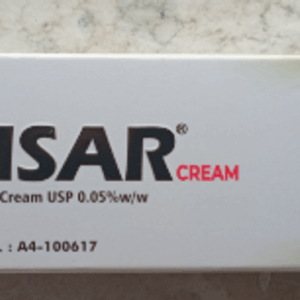 ISAR® CREAM
Cream USP 0.05%w/w
. : A4-100617